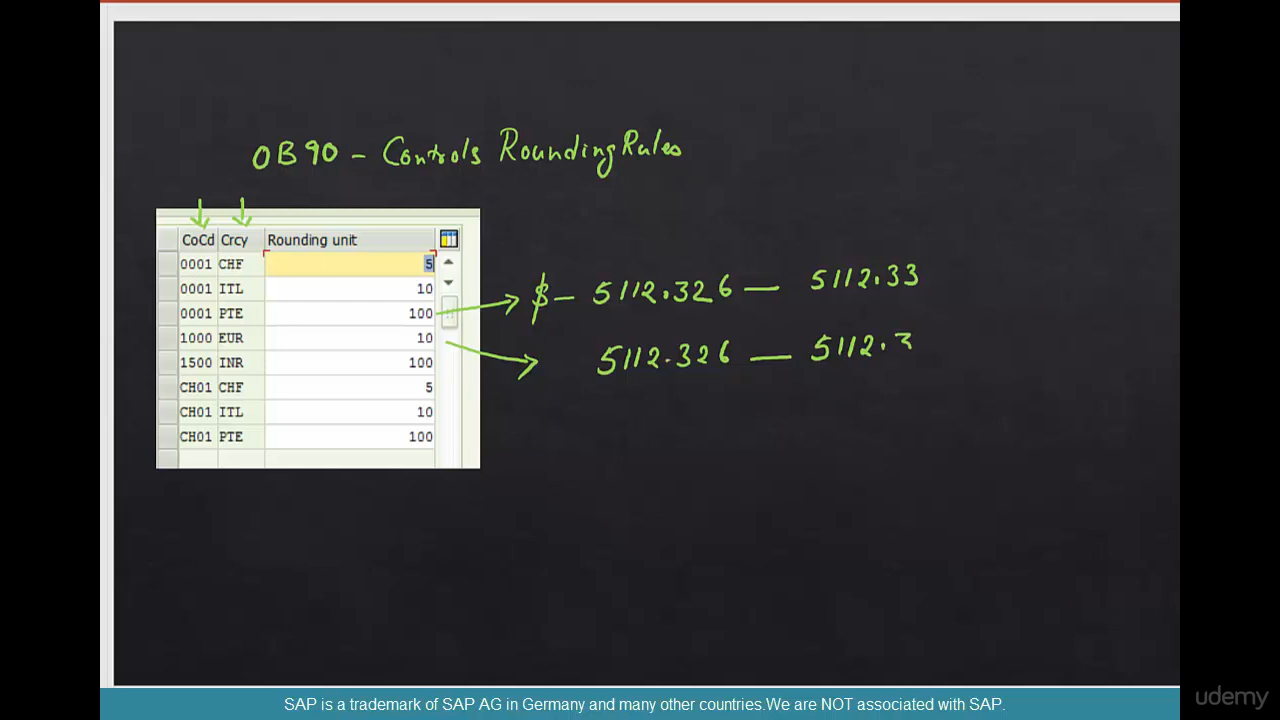 OB90 - Controls Rounding Rules
CoCd Crcy Rounding unit
0001 CHF 5
0001 ITL 10
0001 PTE 100
1000 EUR 10
1500 INR 100
CH01 CHF 5
CH01 ITL 10
CH01 PTE 100
$ - 5112.326 — 5112.33
5112.326 — 5112.3
SAP is a trademark of SAP AG in Germany and many other countries.We are NOT associated with SAP.
udemy